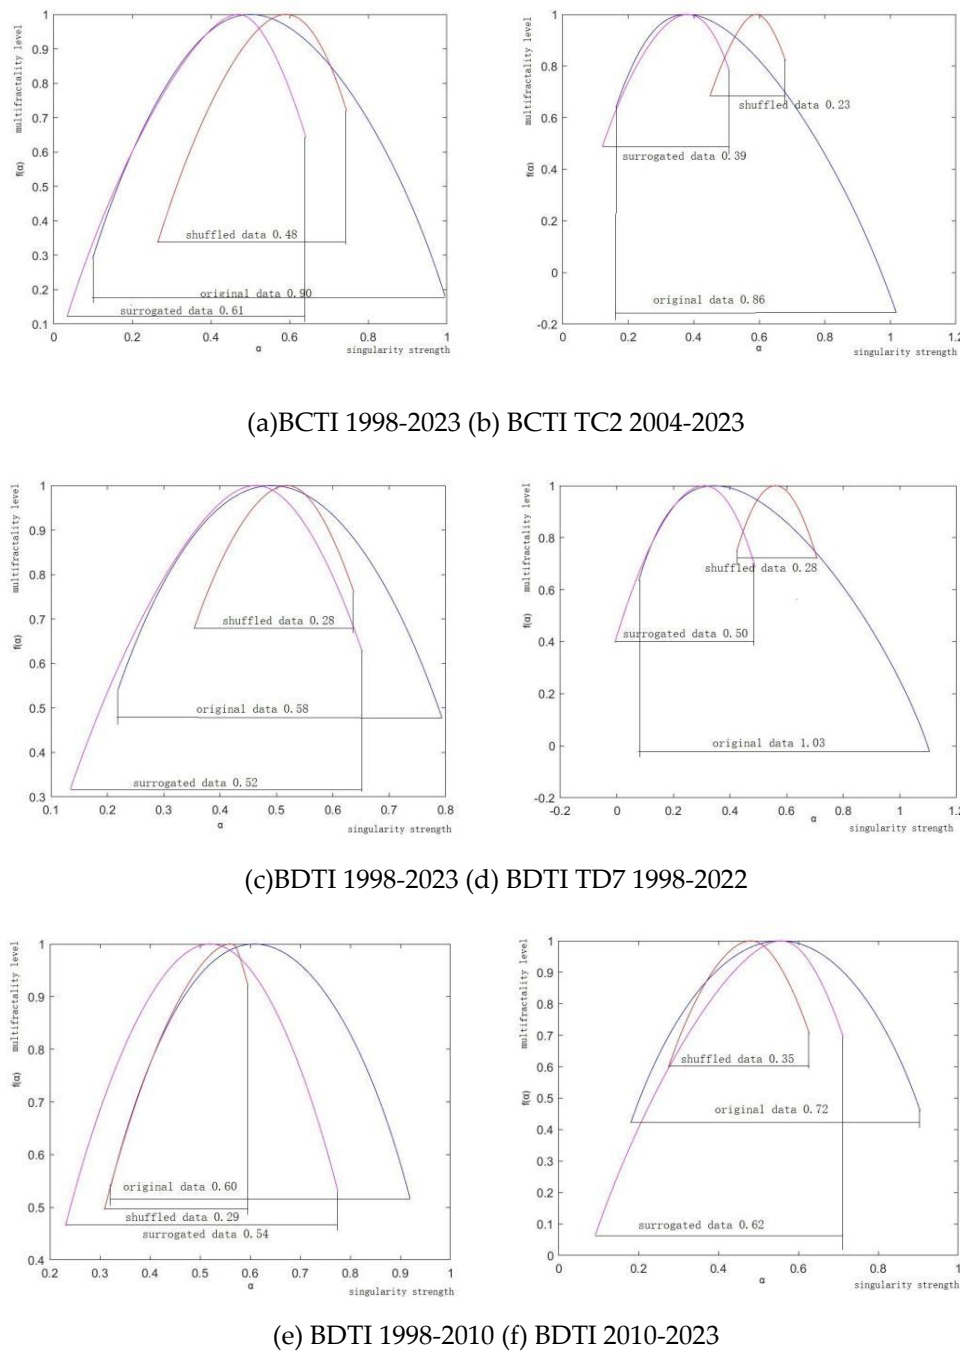 multifractality level
f(α)
1
0.9
0.8
0.7
0.6
0.5
0.4
0.3
0.2
0.1
shuffled data 0.48
original data 0.90
surrogated data 0.61
0
0.2
0.4
0.6
0.8
1
α
singularity strength
multifractality level
f(α)
1
0.8
0.6
0.4
0.2
0
-0.2
shuffled data 0.23
surrogated data 0.39
original data 0.86
0
0.2
0.4
0.6
0.8
1
1.2
α
singularity strength
(a)BCTI 1998-2023 (b) BCTI TC2 2004-2023
multifractality level
f(α)
1
0.9
0.8
0.7
0.6
0.5
0.4
0.3
shuffled data 0.28
original data 0.58
surrogated data 0.52
0.1
0.2
0.3
0.4
0.5
0.6
0.7
0.8
α
singularity strength
multifractality level
f(α)
1
0.8
0.6
0.4
0.2
0
-0.2
shuffled data 0.28
surrogated data 0.50
original data 1.03
-0.2
0
0.2
0.4
0.6
0.8
1
1.2
α
singularity strength
(c)BDTI 1998-2023 (d) BDTI TD7 1998-2022
multifractality level
f(α)
1
0.9
0.8
0.7
0.6
0.5
0.4
original data 0.60
shuffled data 0.29
surrogated data 0.54
0.2
0.3
0.4
0.5
0.6
0.7
0.8
0.9
1
α
singularity strength
multifractality level
f(α)
1
0.9
0.8
0.7
0.6
0.5
0.4
0.3
0.2
0.1
0
shuffled data 0.35
original data 0.72
surrogated data 0.62
0
0.2
0.4
0.6
0.8
1
α
singularity strength
(e) BDTI 1998-2010 (f) BDTI 2010-2023